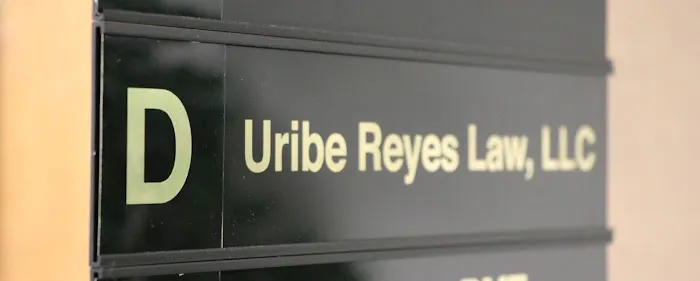 D
Uribe Reyes Law, LLC